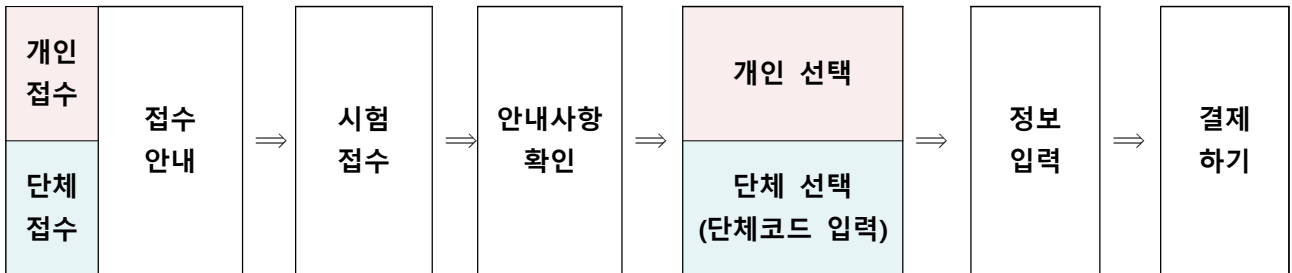 개인
접수
단체
접수
접수
안내
⇒
시험
접수
⇒
안내사항
확인
⇒
개인 선택
단체 선택
(단체코드 입력)
⇒
정보
입력
⇒
결제
하기